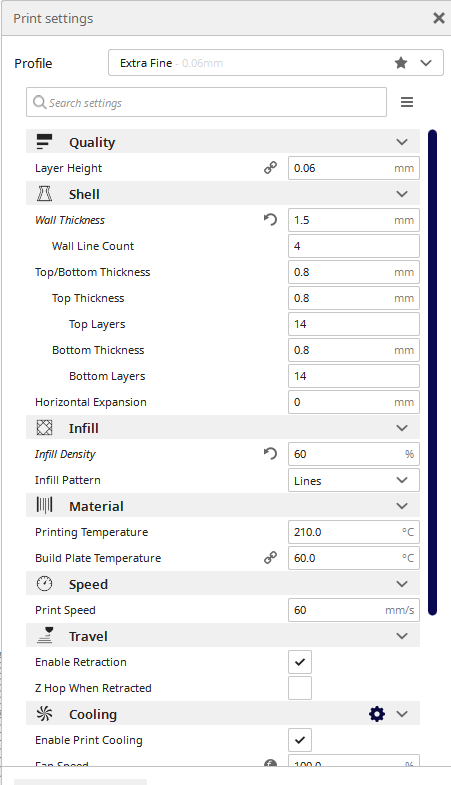 Print settings
Profile
Extra Fine - 0.06mm
Search settings
Quality
Layer Height 0.06 mm
Shell
Wall Thickness 1.5 mm
Wall Line Count 4
Top/Bottom Thickness 0.8 mm
Top Thickness 0.8 mm
Top Layers 14
Bottom Thickness 0.8 mm
Bottom Layers 14
Horizontal Expansion 0 mm
Infill
Infill Density 60 %
Infill Pattern Lines
Material
Printing Temperature 210.0 °C
Build Plate Temperature 60.0 °C
Speed
Print Speed 60 mm/s
Travel
Enable Retraction
Z Hop When Retracted
Cooling
Enable Print Cooling
Fan Speed 100.0 %